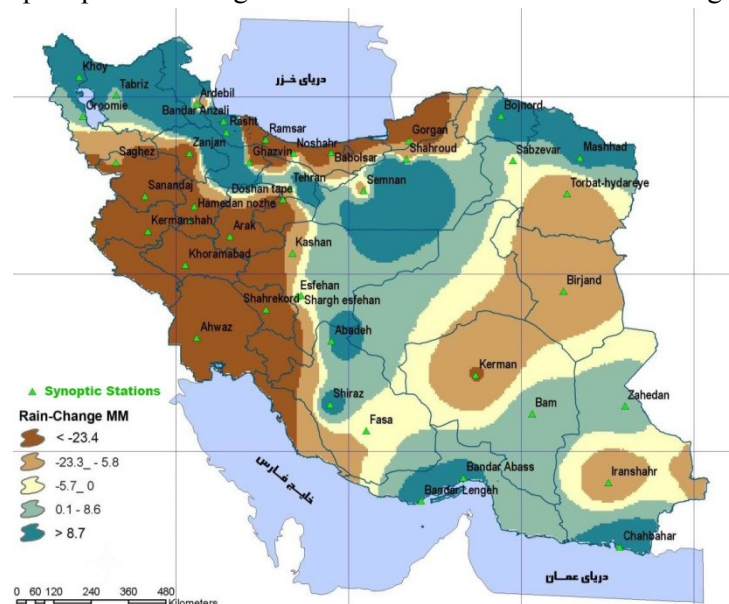 دریای خزر
Khoy
Tabriz
Oroomie
Ardebil
Bandar Anzali
Rasht
Ramsar
Noshahr
Babolsar
Gorgan
Shahroud
Bojnord
Mashhad
Sabzevar
Zanjan
Ghazvin
Saghez
Tehran
Doshan tape
Semnan
Torbat-hydareye
Sanandaj
Hamedan nozhe
Kermanshah
Arak
Kashan
Khoramabad
Birjand
Esfehan
Shargh esfehan
Shahrekord
Abadeh
Ahwaz
Kerman
Shiraz
Bam
Zahedan
Fasa
Iranshahr
Bandar Abass
Bandar Lengeh
Chahbahar
خلیج فارس
دریای عمـان
Synoptic Stations
Rain-Change MM
< -23.4
-23.3_ - 5.8
-5.7_ 0
0.1 - 8.6
> 8.7
0 60 120 240 360 480
Kilometers